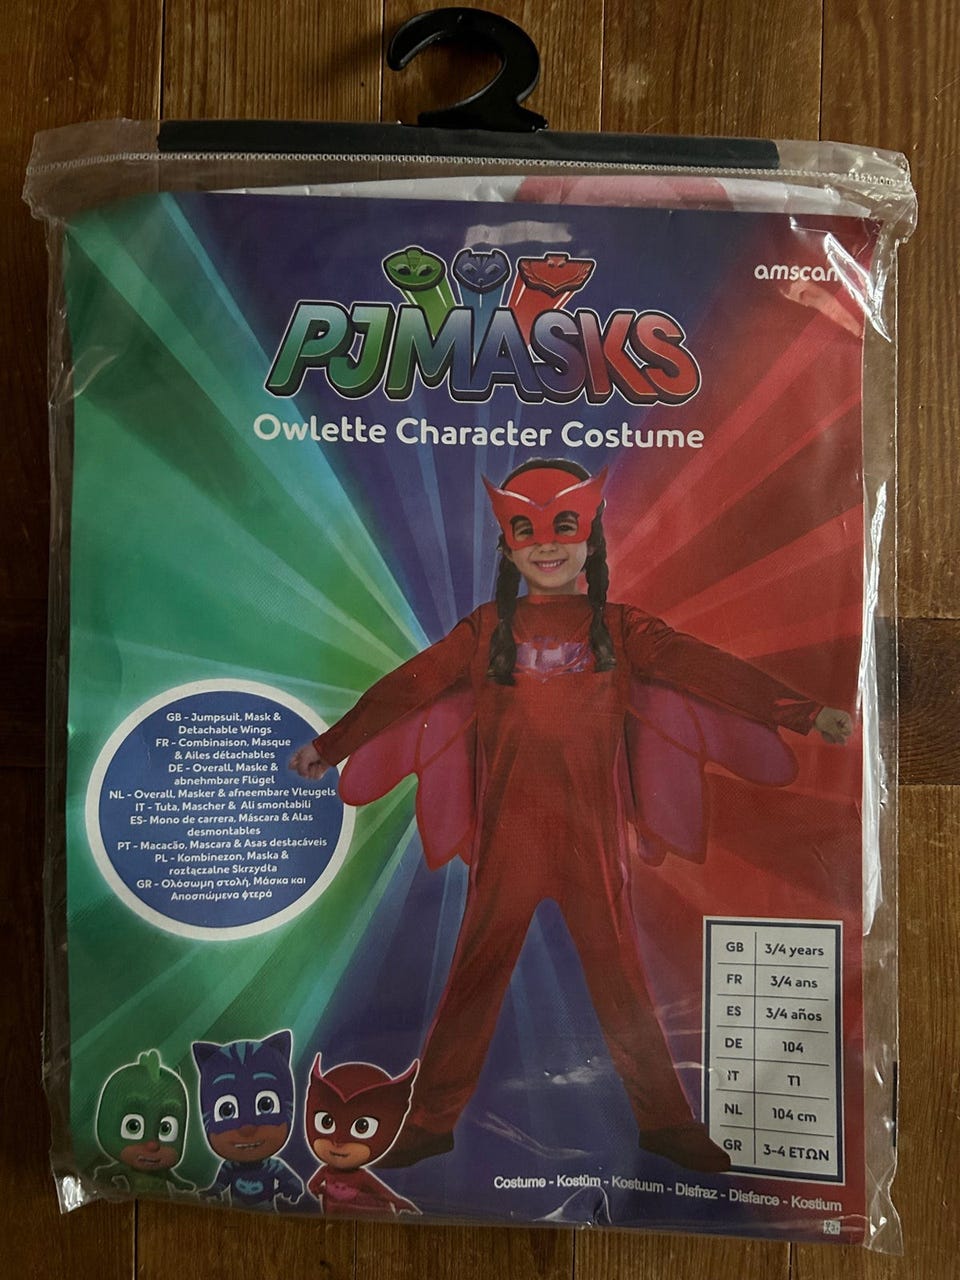 amscan
PJMASKS
Owlette Character Costume
GB - Jumpsuit, Mask &
Detachable Wings
FR - Combinaison, Masque
& Ailes détachables
DE - Overall, Maske &
abnehmbare Flügel
NL - Overall, Masker & afneembare Vleugels
IT - Tuta, Mascher & Ali smontabili
ES- Mono de carrera, Máscara & Alas
desmontables
PT - Macacão, Mascara & Asas destacáveis
PL - Kombinezon, Maska &
rozłączalne Skrzydła
GR - Ολόσωμη στολή, Μάσκα και
Αποσπώμενα φτερά
GB 3/4 years
FR 3/4 ans
ES 3/4 años
DE 104
IT T1
NL 104 cm
GR 3-4 ΕΤΩΝ
Costume - Kostüm - Kostuum - Disfraz - Disfarce - Kostium